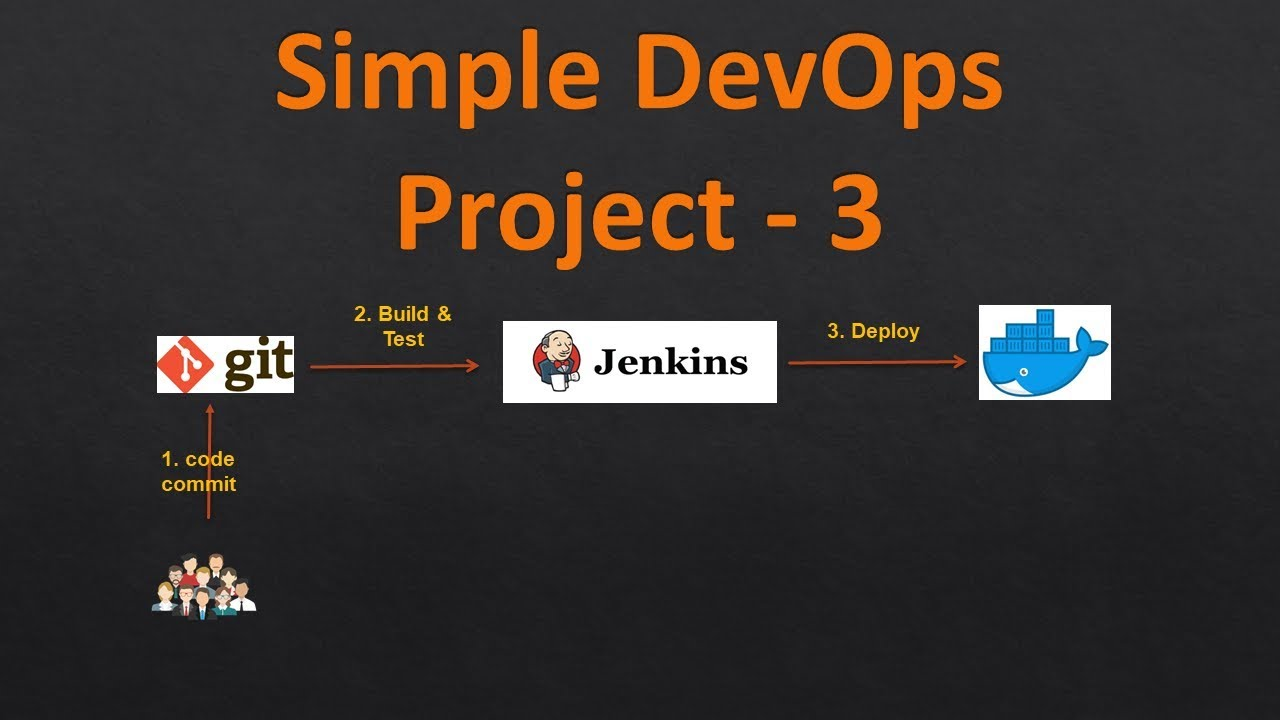 Simple DevOps
Project - 3
2. Build &
Test
3. Deploy
git
Jenkins
1. code
commit